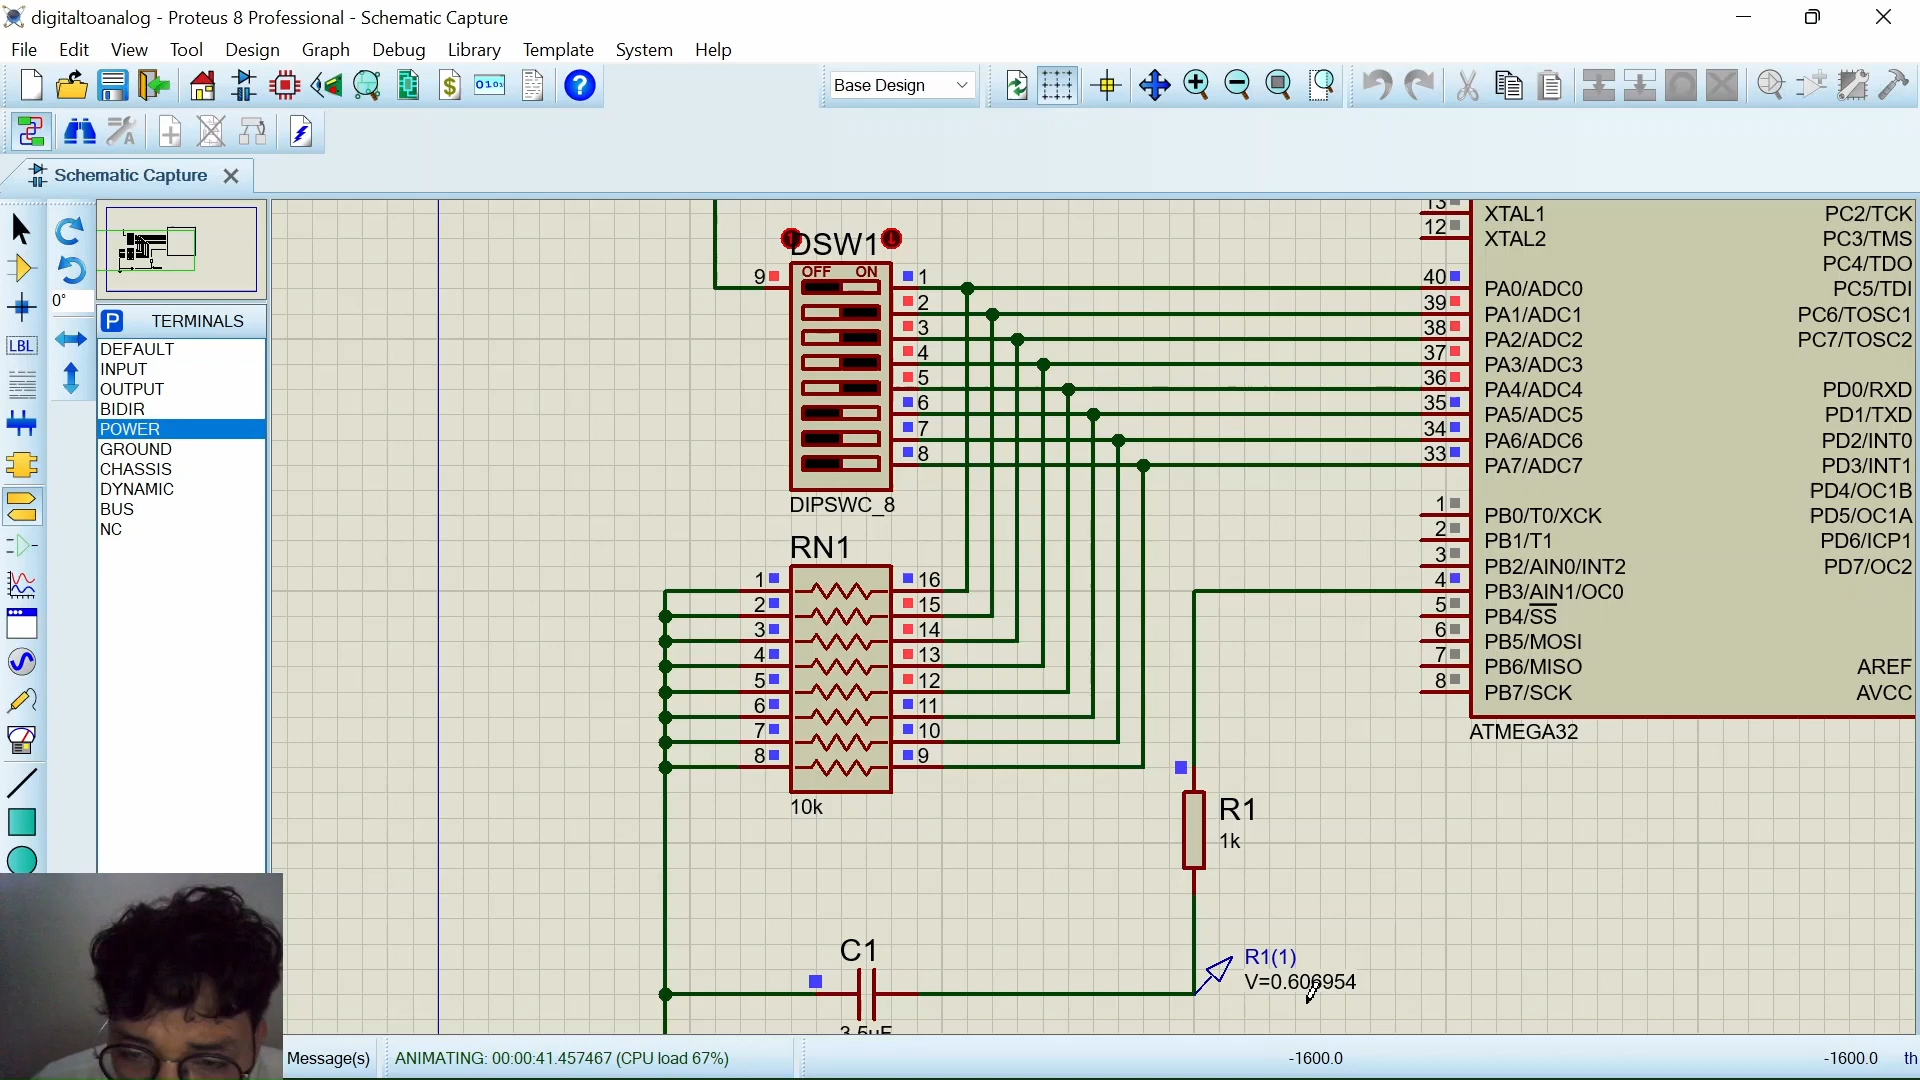 digitaltoanalog - Proteus 8 Professional - Schematic Capture
File Edit View Tool Design Graph Debug Library Template System Help
Base Design
Schematic Capture
0°
P TERMINALS
DEFAULT
INPUT
OUTPUT
BIDIR
POWER
GROUND
CHASSIS
DYNAMIC
BUS
NC
LBL
DSW1
OFF ON
9
1
2
3
4
5
6
7
8
DIPSWC_8
RN1
1 16
2 15
3 14
4 13
5 12
6 11
7 10
8 9
10k
13 XTAL1 PC2/TCK
12 XTAL2 PC3/TMS
PC4/TDO
40 PA0/ADC0 PC5/TDI
39 PA1/ADC1 PC6/TOSC1
38 PA2/ADC2 PC7/TOSC2
37 PA3/ADC3
36 PA4/ADC4 PD0/RXD
35 PA5/ADC5 PD1/TXD
34 PA6/ADC6 PD2/INT0
33 PA7/ADC7 PD3/INT1
PD4/OC1B
1 PB0/T0/XCK PD5/OC1A
2 PB1/T1 PD6/ICP1
3 PB2/AIN0/INT2 PD7/OC2
4 PB3/AIN1/OC0
5 PB4/SS
6 PB5/MOSI
7 PB6/MISO AREF
8 PB7/SCK AVCC
ATMEGA32
R1
1k
C1
3.5uF
R1(1)
V=0.606954
Message(s) ANIMATING: 00:00:41.457467 (CPU load 67%) -1600.0 -1600.0 th